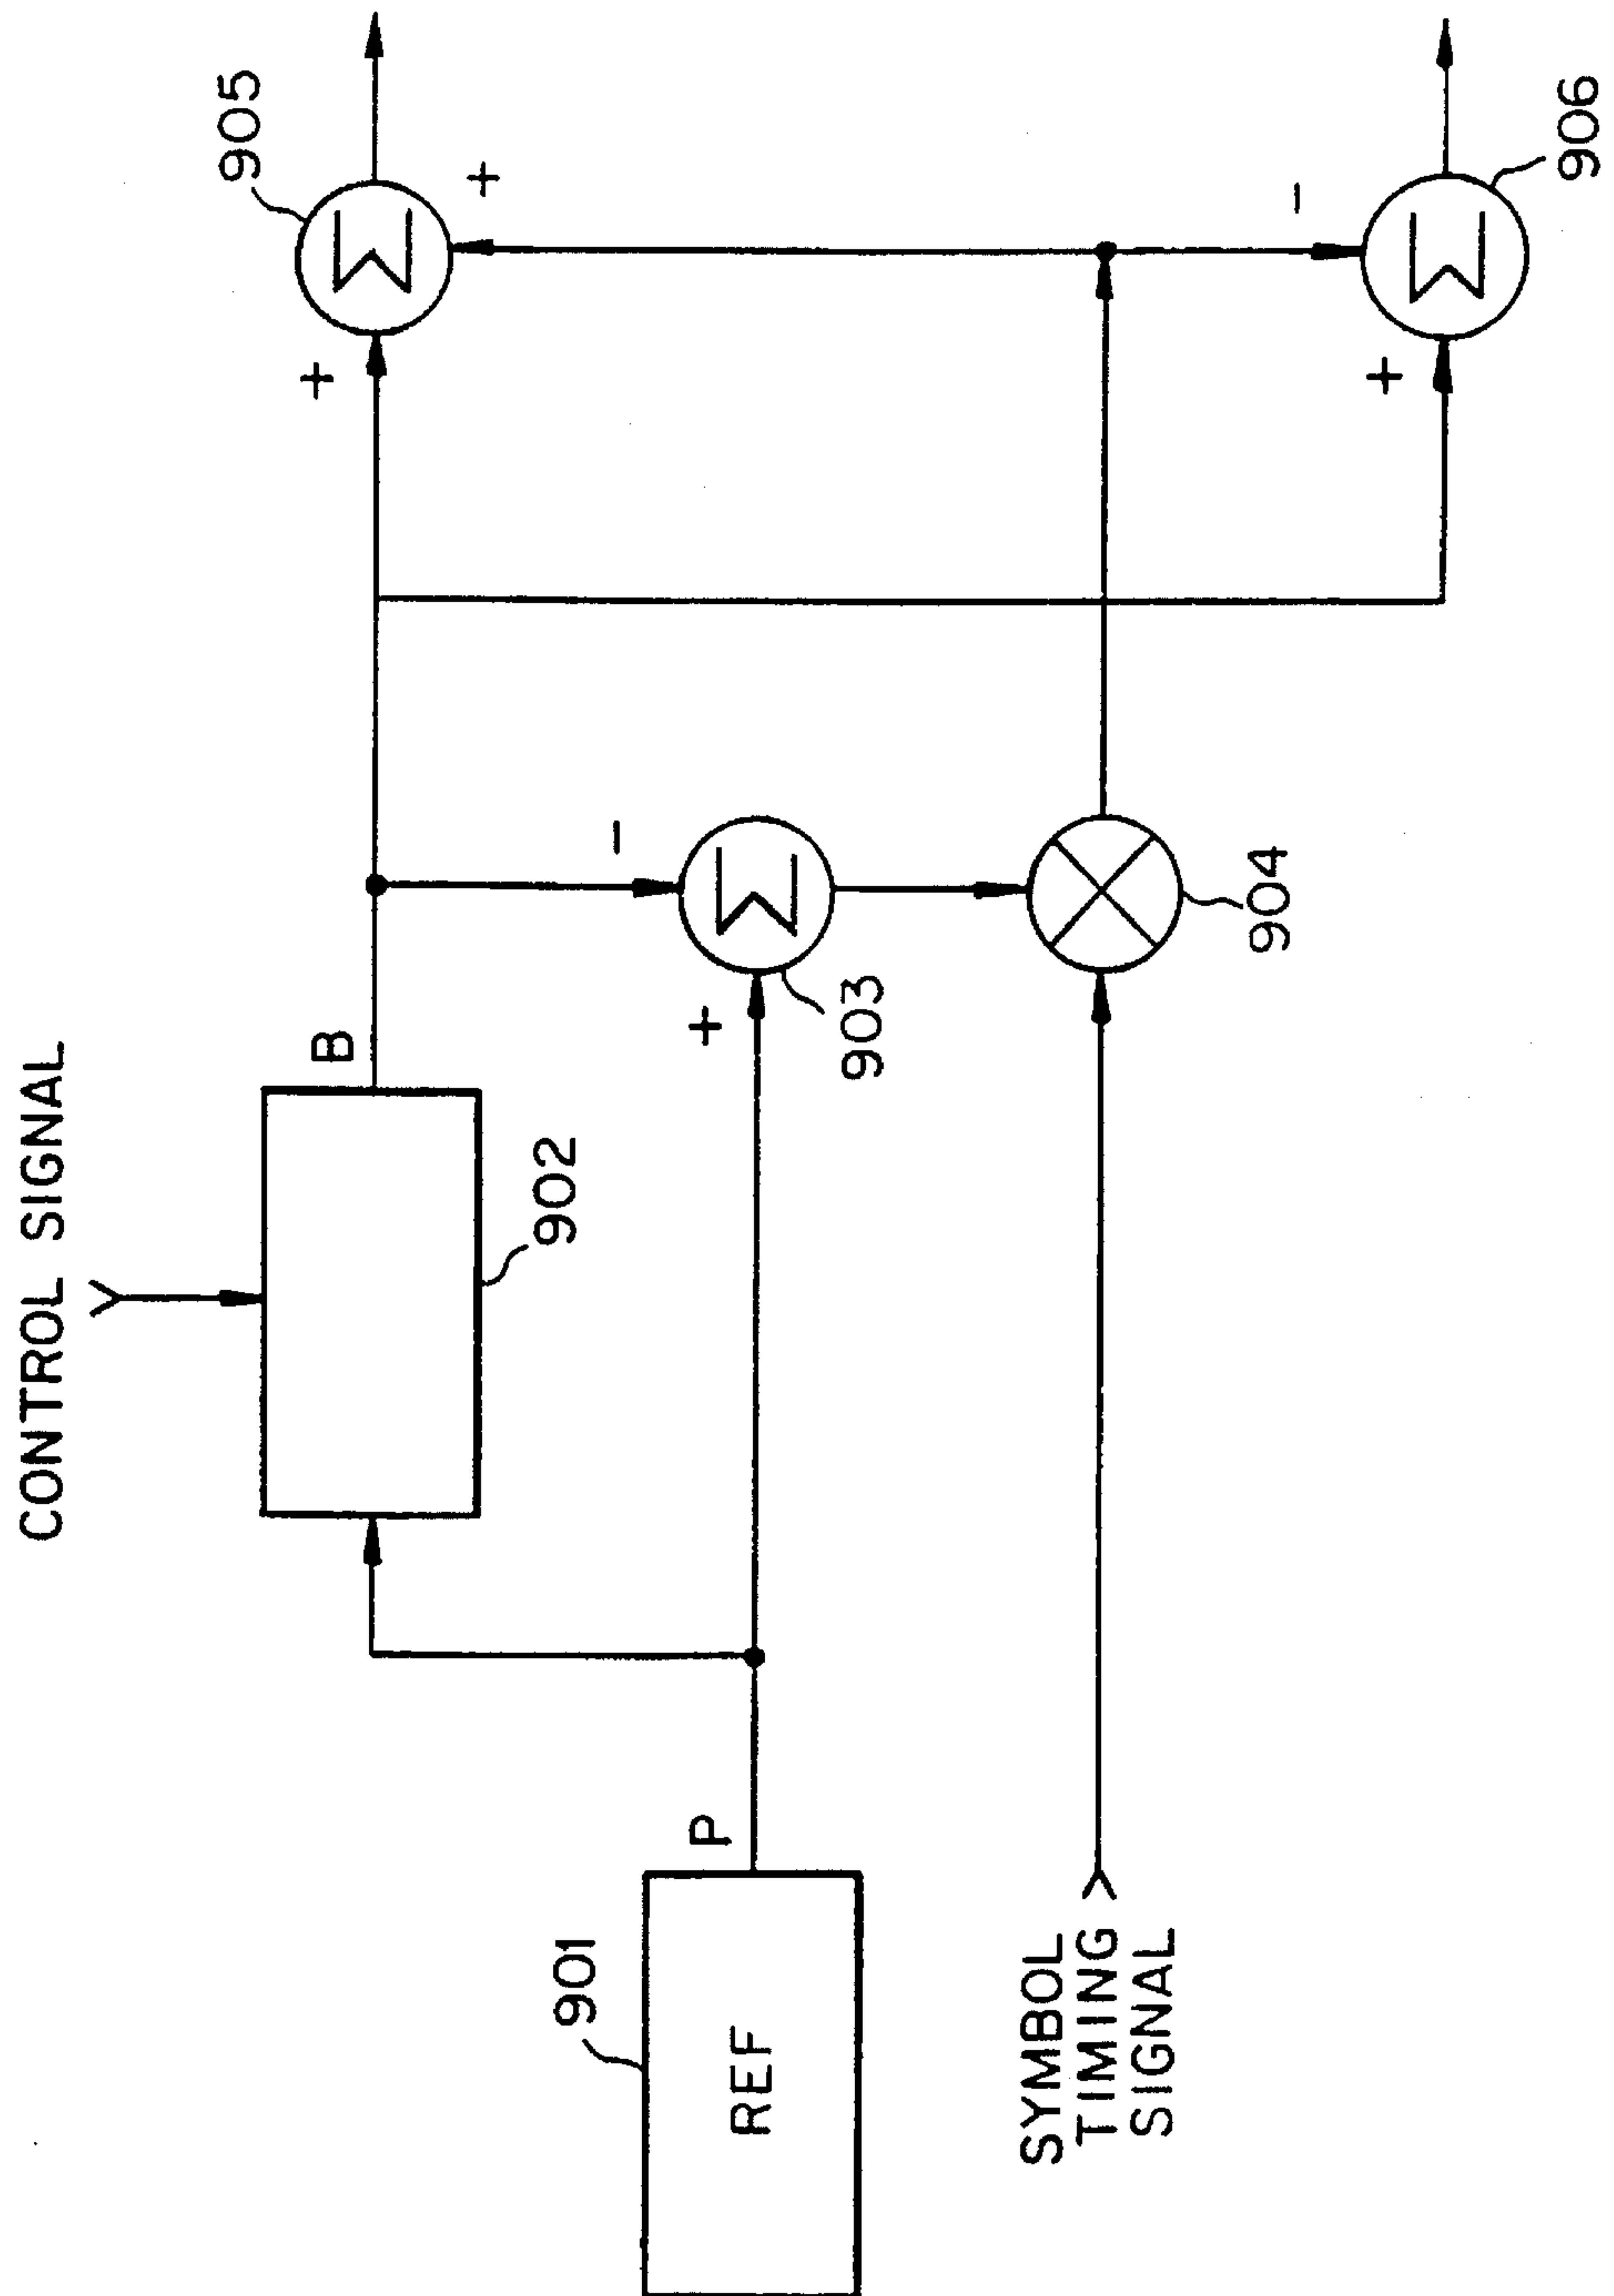 CONTROL SIGNAL
905
+
B
Σ
+
902
901
-
P
+
REF
Σ
903
SYMBOL
TIMING
SIGNAL
904
-
+
Σ
906